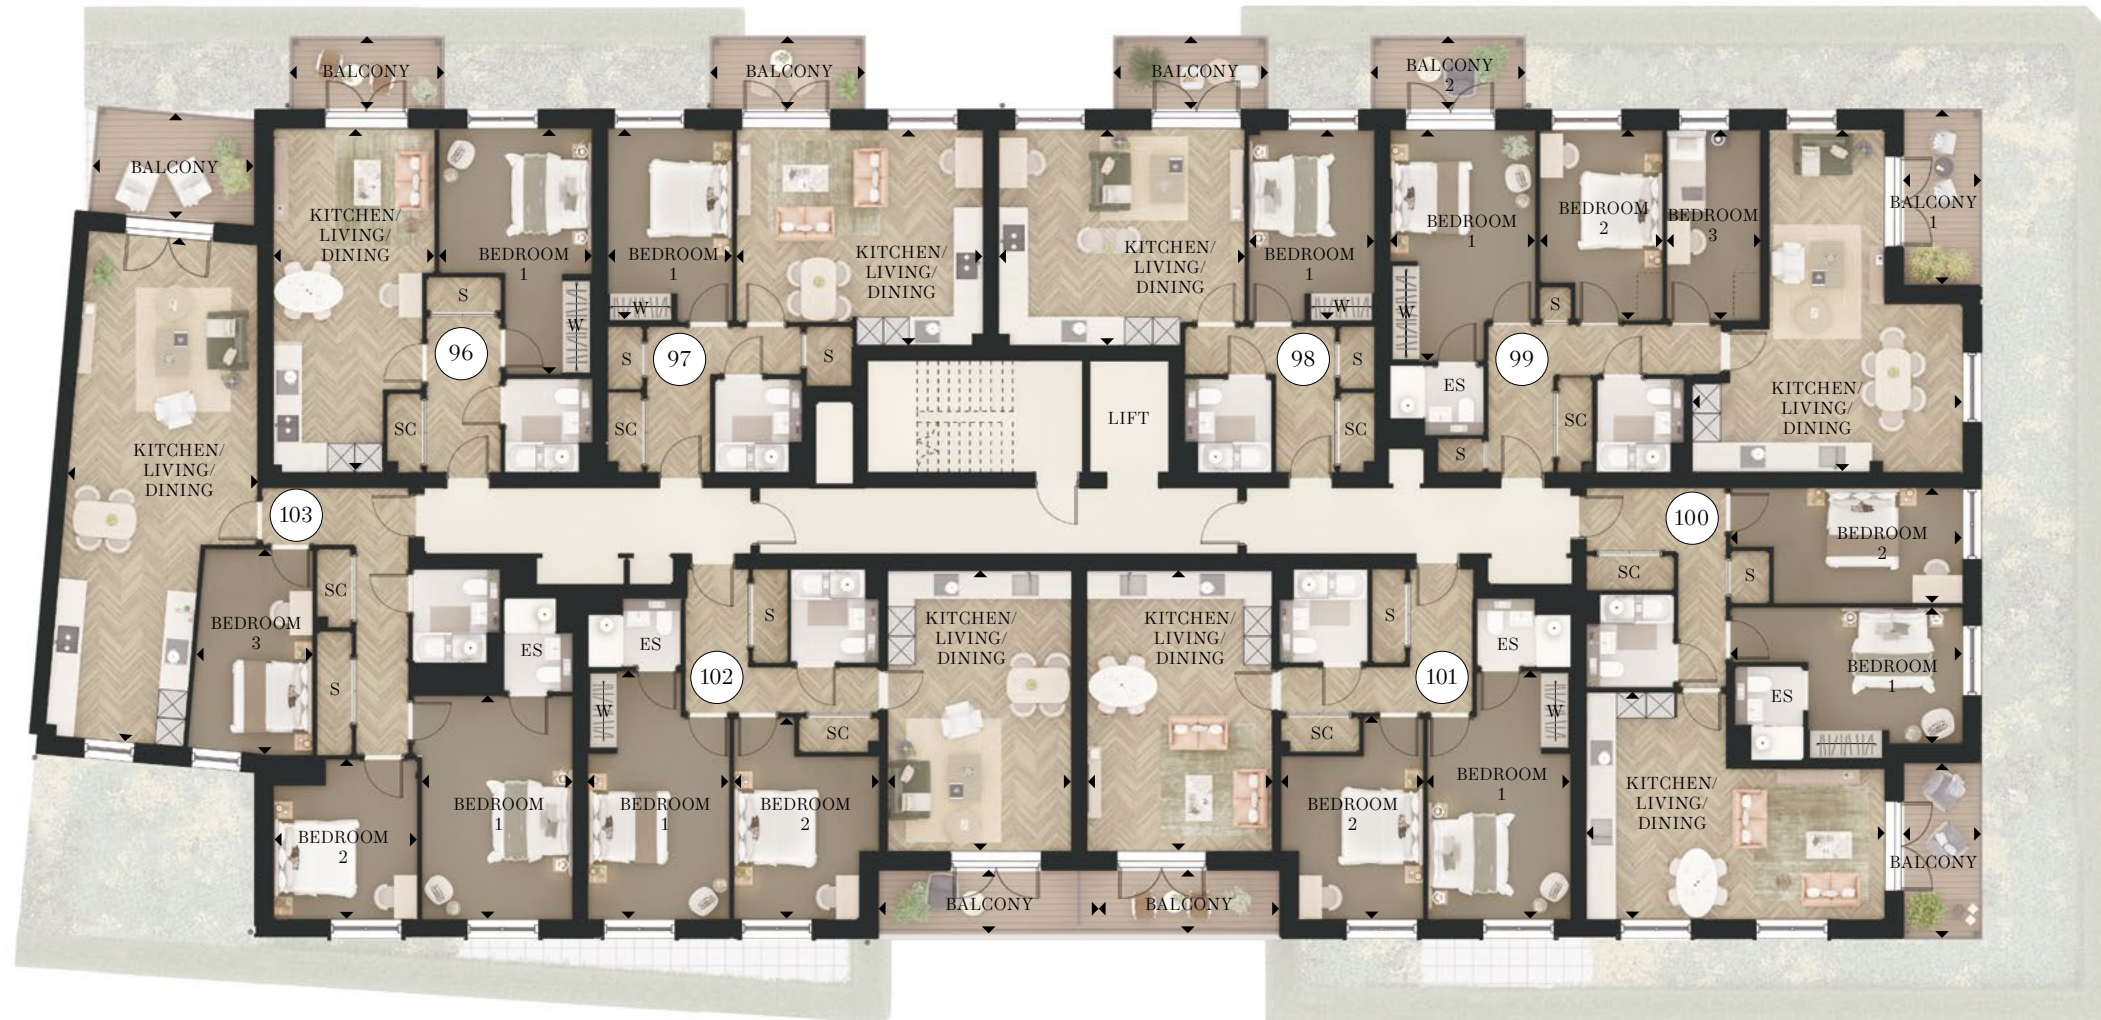 BALCONY
BALCONY
BALCONY
BALCONY
2
BALCONY
BALCONY
1
KITCHEN/
LIVING/
DINING
BEDROOM
1
S
W
96
SC
BEDROOM
1
W
S
97
S
SC
KITCHEN/
LIVING/
DINING
KITCHEN/
LIVING/
DINING
BEDROOM
1
W
98
S
SC
LIFT
BEDROOM
1
W
ES
S
99
S
SC
BEDROOM
2
BEDROOM
3
KITCHEN/
LIVING/
DINING
KITCHEN/
LIVING/
DINING
103
BEDROOM
3
SC
S
ES
BEDROOM
2
BEDROOM
1
ES
W
102
S
SC
BEDROOM
1
BEDROOM
2
KITCHEN/
LIVING/
DINING
BALCONY
KITCHEN/
LIVING/
DINING
BALCONY
S
101
SC
ES
W
BEDROOM
2
BEDROOM
1
100
SC
S
BEDROOM
2
BEDROOM
1
ES
KITCHEN/
LIVING/
DINING
BALCONY